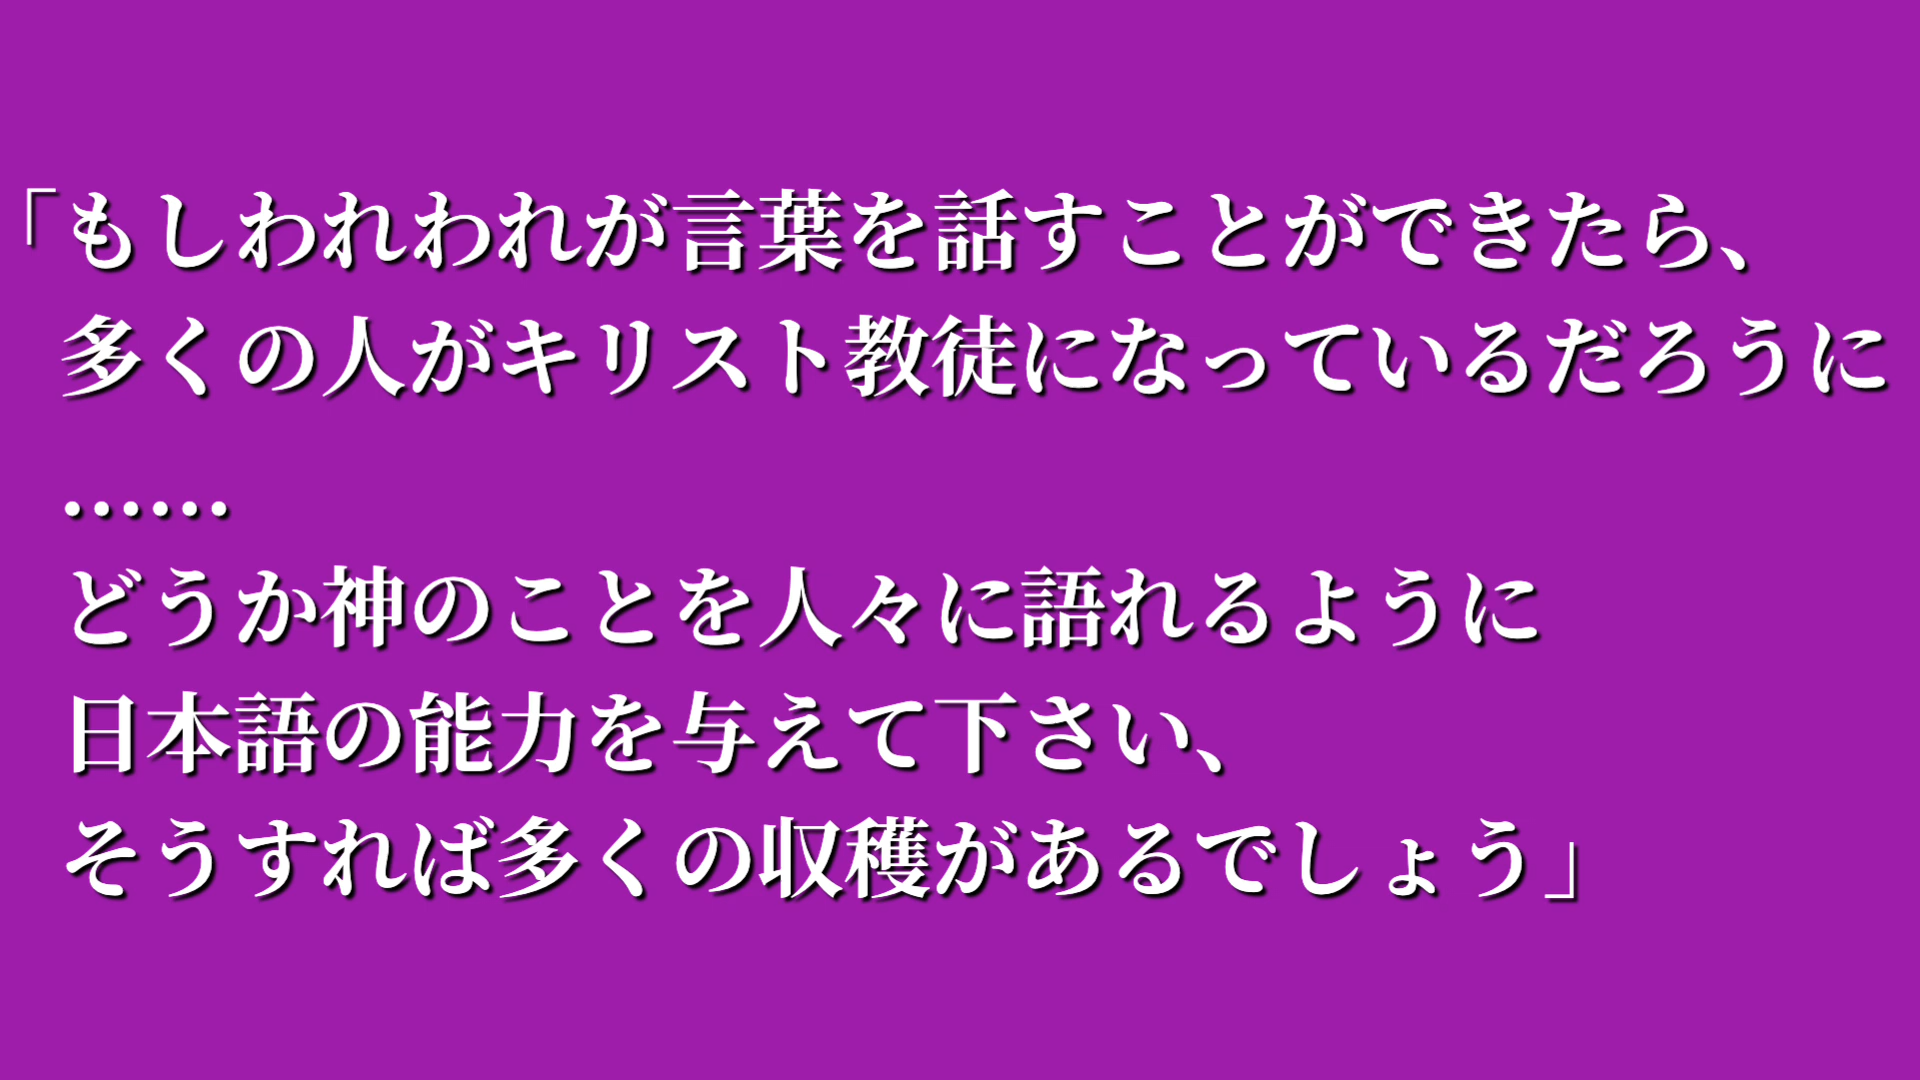 「もしわれわれが言葉を話すことができたら、
多くの人がキリスト教徒になっているだろうに
……
どうか神のことを人々に語れるように
日本語の能力を与えて下さい、
そうすれば多くの収穫があるでしょう」